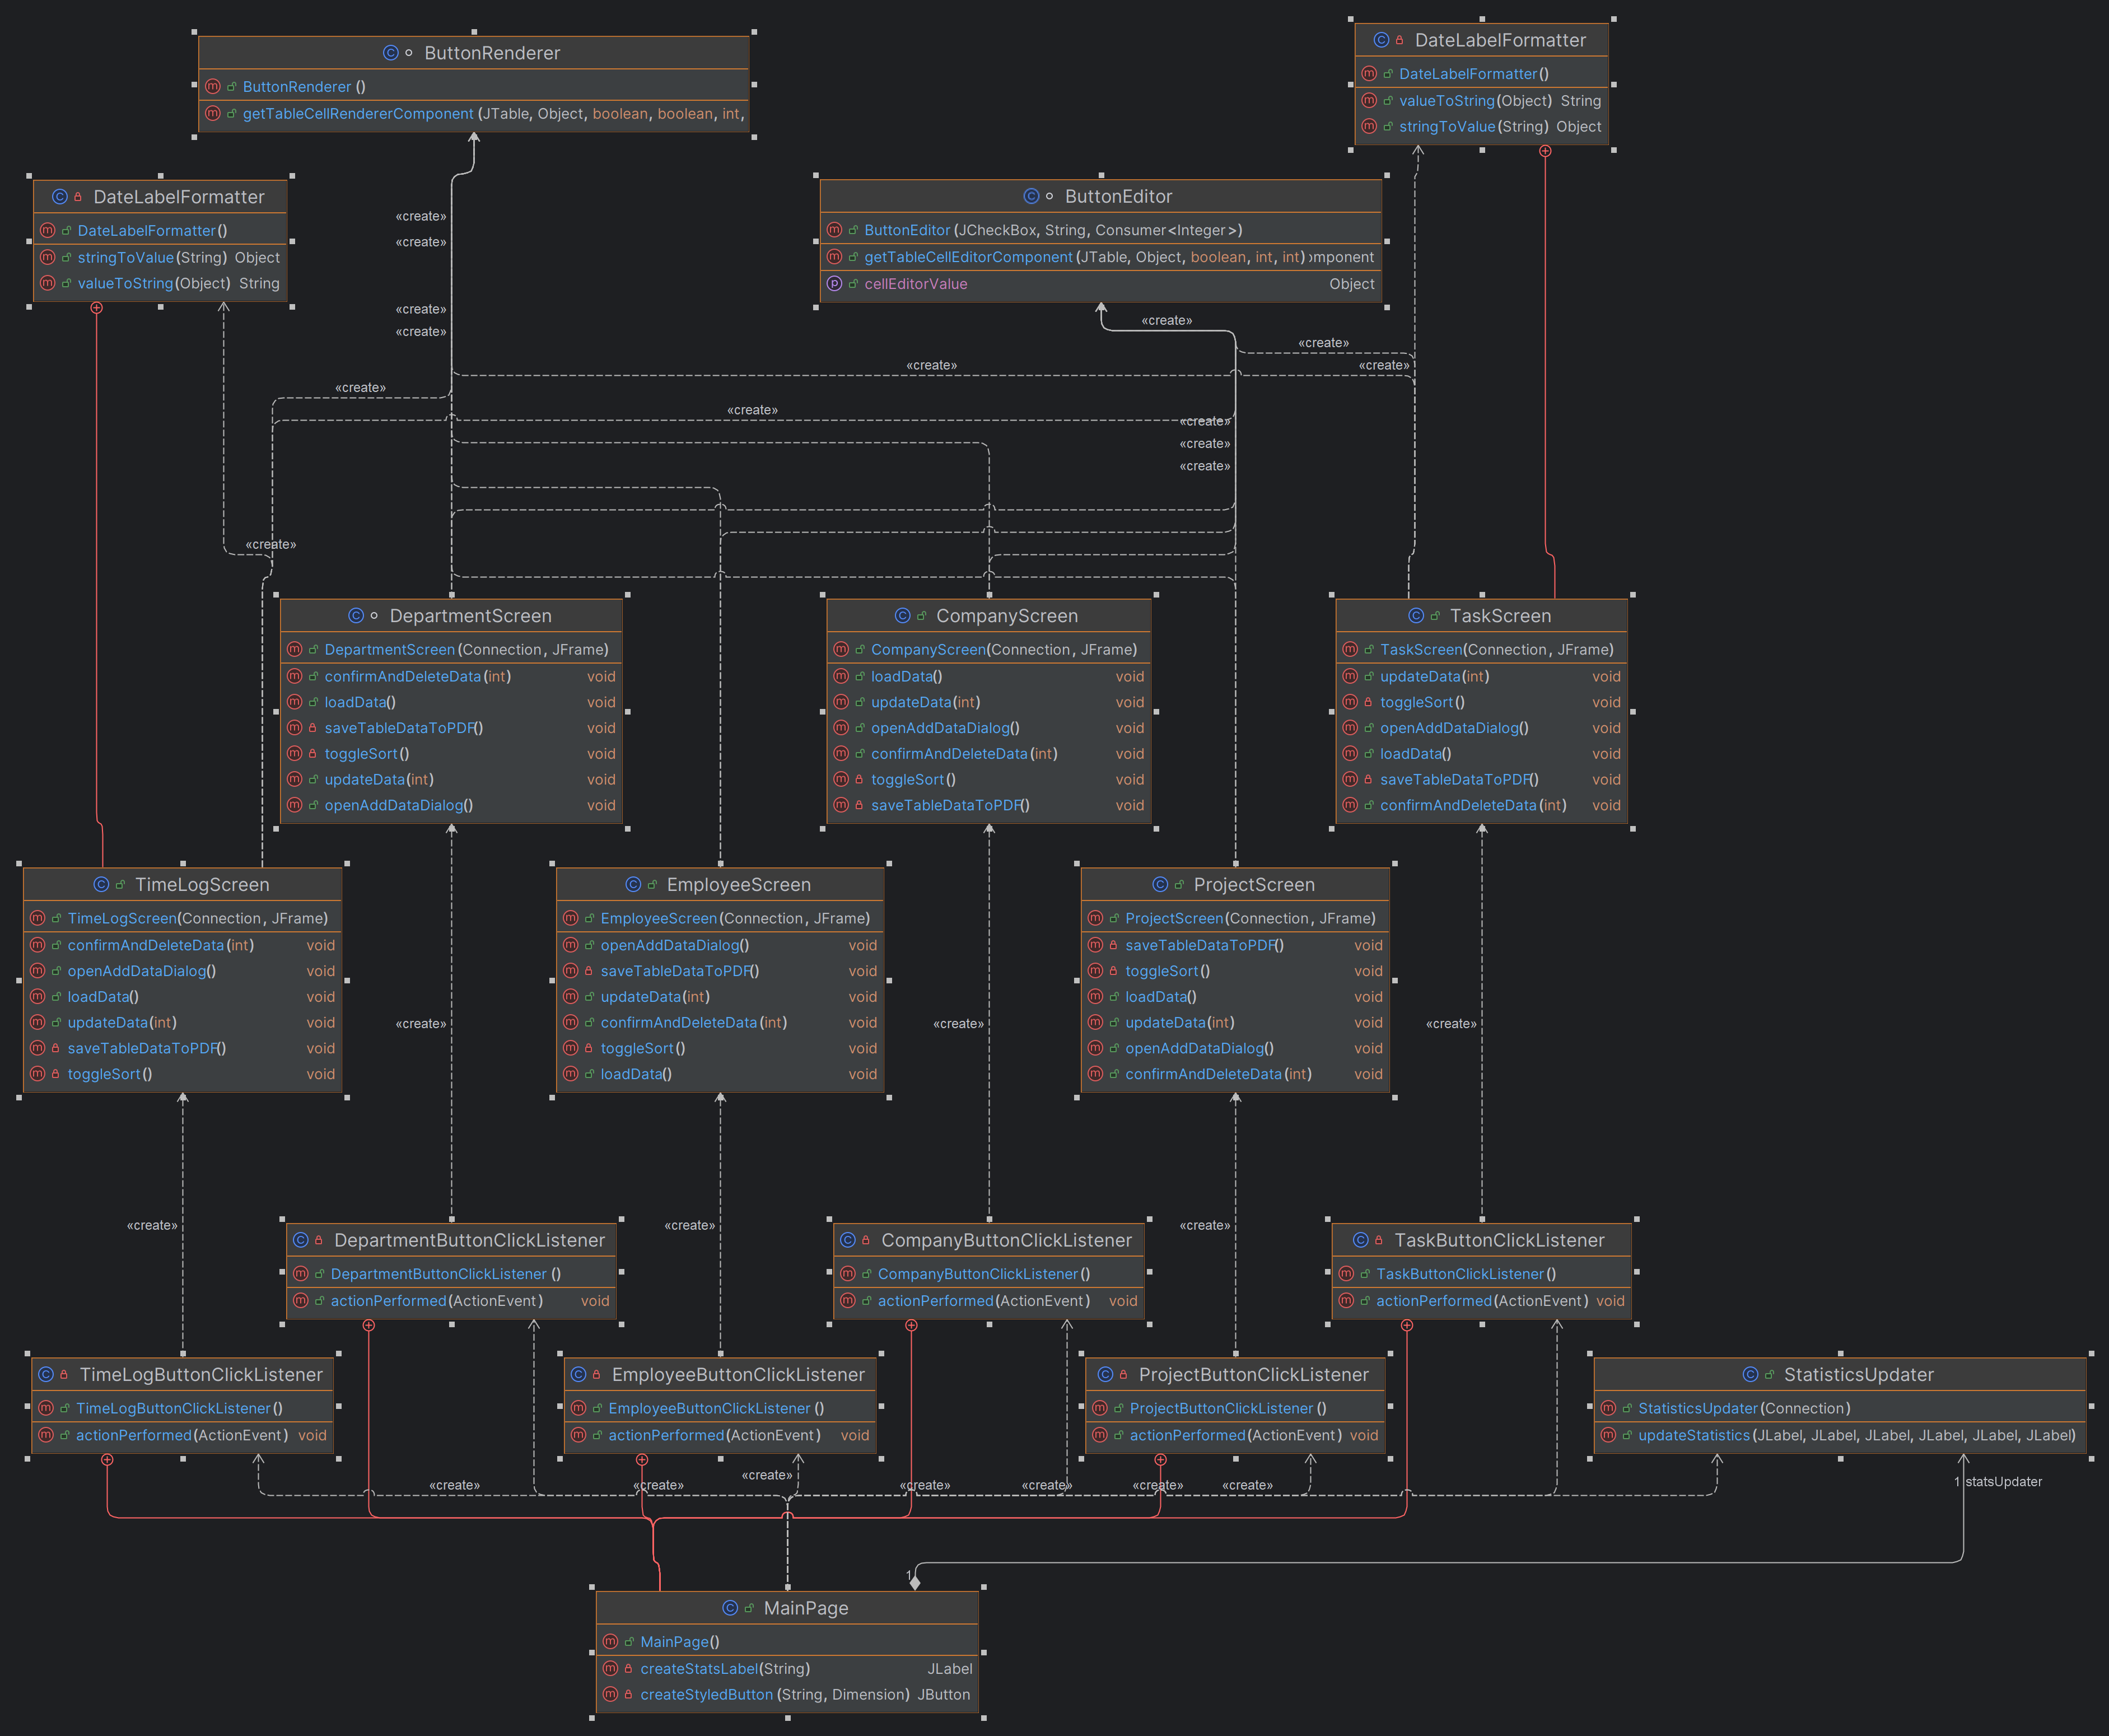 ButtonRenderer
ButtonRenderer()
getTableCellRendererComponent(JTable, Object, boolean, boolean, int,
DateLabelFormatter
DateLabelFormatter()
valueToString(Object) String
stringToValue(String) Object
DateLabelFormatter
DateLabelFormatter()
stringToValue(String) Object
valueToString(Object) String
ButtonEditor
ButtonEditor(JCheckBox, String, Consumer<Integer>)
getTableCellEditorComponent(JTable, Object, boolean, int, int) mponent
cellEditorValue Object
«create»
«create»
«create»
«create»
«create»
«create»
«create»
«create»
«create»
«create»
«create»
«create»
«create»
«create»
DepartmentScreen
DepartmentScreen(Connection, JFrame)
confirmAndDeleteData(int) void
loadData() void
saveTableDataToPDF() void
toggleSort() void
updateData(int) void
openAddDataDialog() void
CompanyScreen
CompanyScreen(Connection, JFrame)
loadData() void
updateData(int) void
openAddDataDialog() void
confirmAndDeleteData(int) void
toggleSort() void
saveTableDataToPDF() void
TaskScreen
TaskScreen(Connection, JFrame)
updateData(int) void
toggleSort() void
openAddDataDialog() void
loadData() void
saveTableDataToPDF() void
confirmAndDeleteData(int) void
TimeLogScreen
TimeLogScreen(Connection, JFrame)
confirmAndDeleteData(int) void
openAddDataDialog() void
loadData() void
updateData(int) void
saveTableDataToPDF() void
toggleSort() void
EmployeeScreen
EmployeeScreen(Connection, JFrame)
openAddDataDialog() void
saveTableDataToPDF() void
updateData(int) void
confirmAndDeleteData(int) void
toggleSort() void
loadData() void
ProjectScreen
ProjectScreen(Connection, JFrame)
saveTableDataToPDF() void
toggleSort() void
loadData() void
updateData(int) void
openAddDataDialog() void
confirmAndDeleteData(int) void
«create»
«create»
«create»
«create»
«create»
«create»
DepartmentButtonClickListener
DepartmentButtonClickListener()
actionPerformed(ActionEvent) void
CompanyButtonClickListener
CompanyButtonClickListener()
actionPerformed(ActionEvent) void
TaskButtonClickListener
TaskButtonClickListener()
actionPerformed(ActionEvent) void
TimeLogButtonClickListener
TimeLogButtonClickListener()
actionPerformed(ActionEvent) void
EmployeeButtonClickListener
EmployeeButtonClickListener()
actionPerformed(ActionEvent) void
ProjectButtonClickListener
ProjectButtonClickListener()
actionPerformed(ActionEvent) void
StatisticsUpdater
StatisticsUpdater(Connection)
updateStatistics(JLabel, JLabel, JLabel, JLabel, JLabel, JLabel)
«create»
«create»
«create»
«create»
«create»
«create»
«create»
1 statsUpdater
1
MainPage
MainPage()
createStatsLabel(String) JLabel
createStyledButton(String, Dimension) JButton